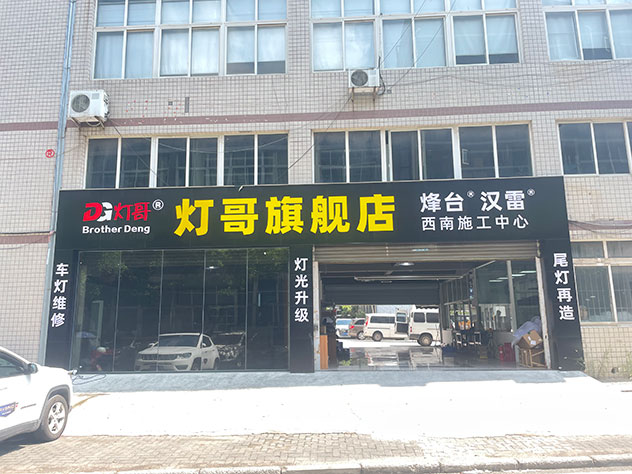 DG灯哥®
Brother Deng
灯哥旗舰店
烽台® 汉雷®
西南施工中心
车灯维修
灯光升级
尾灯再造